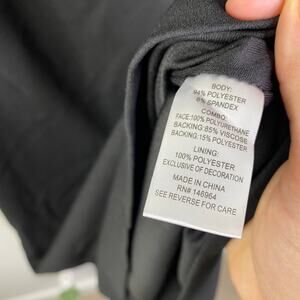 BODY:
94% POLYESTER
6% SPANDEX
COMBO:
FACE:100% POLYURETHANE
BACKING:85% VISCOSE
BACKING:15% POLYESTER
LINING:
100% POLYESTER
EXCLUSIVE OF DECORATION
MADE IN CHINA
RN# 146964
SEE REVERSE FOR CARE